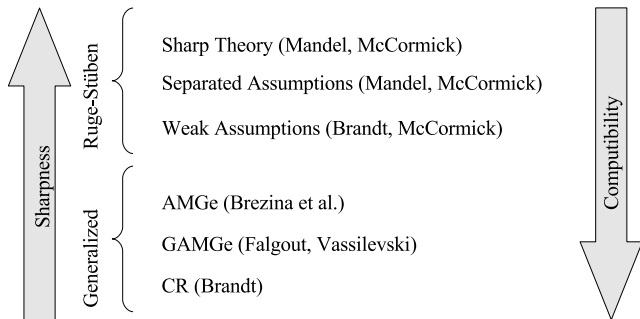 Sharpness
Ruge-Stüben
Sharp Theory (Mandel, McCormick)
Separated Assumptions (Mandel, McCormick)
Weak Assumptions (Brandt, McCormick)
Generalized
AMGe (Brezina et al.)
GAMGe (Falgout, Vassilevski)
CR (Brandt)
Computibility